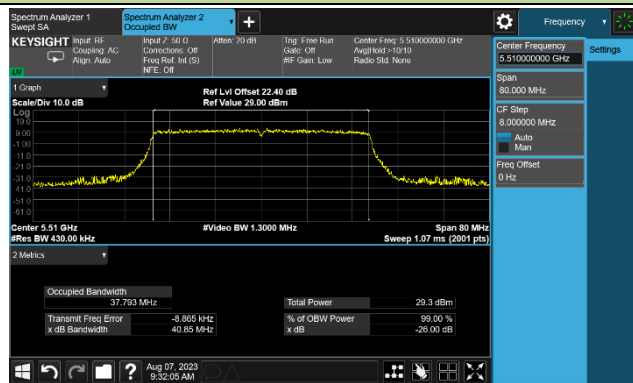 Spectrum Analyzer 1
Swept SA
Spectrum Analyzer 2
Occupied BW
Frequency
KEYSIGHT
Input: RF
Coupling: AC
Align: Auto
Input Z: 50 Ω
Corrections: Off
Freq Ref: Int (S)
NFE: Off
Atten: 20 dB
Trig: Free Run
Gate: Off
#IF Gain: Low
Center Freq: 5.510000000 GHz
Avg|Hold:>10/10
Radio Std: None
Center Frequency
5.510000000 GHz
Settings
Span
80.000 MHz
CF Step
8.000000 MHz
Auto
Man
Freq Offset
0 Hz
1 Graph
Scale/Div 10.0 dB
Ref Lvl Offset 22.40 dB
Ref Value 29.00 dBm
Log
19.0
9.00
-1.00
-11.0
-21.0
-31.0
-41.0
-51.0
-61.0
Center 5.51 GHz
#Res BW 430.00 kHz
#Video BW 1.3000 MHz
Span 80 MHz
Sweep 1.07 ms (2001 pts)
2 Metrics
Occupied Bandwidth
37.793 MHz
Total Power 29.3 dBm
Transmit Freq Error -8.865 kHz
% of OBW Power 99.00 %
x dB Bandwidth 40.85 MHz
x dB -26.00 dB
?
Aug 07, 2023
9:32:05 AM